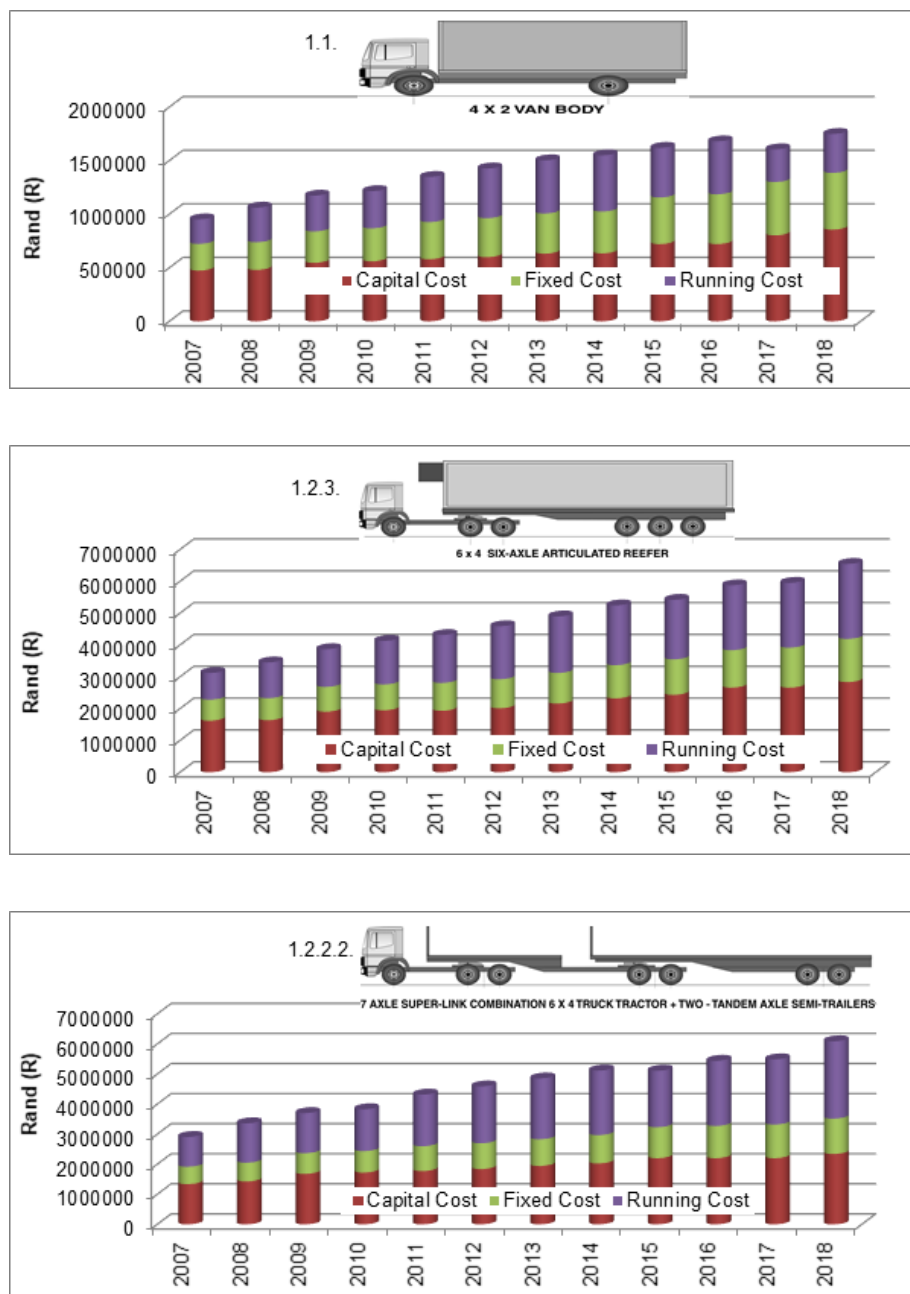 1.1.
4 X 2 VAN BODY
Rand (R)
2000000
1500000
1000000
500000
0
Capital Cost Fixed Cost Running Cost
2007 2008 2009 2010 2011 2012 2013 2014 2015 2016 2017 2018
1.2.3.
6 x 4 SIX-AXLE ARTICULATED REEFER
Rand (R)
7000000
6000000
5000000
4000000
3000000
2000000
1000000
0
Capital Cost Fixed Cost Running Cost
2007 2008 2009 2010 2011 2012 2013 2014 2015 2016 2017 2018
1.2.2.2.
7 AXLE SUPER-LINK COMBINATION 6 X 4 TRUCK TRACTOR + TWO - TANDEM AXLE SEMI-TRAILERS
Rand (R)
7000000
6000000
5000000
4000000
3000000
2000000
1000000
0
Capital Cost Fixed Cost Running Cost
2007 2008 2009 2010 2011 2012 2013 2014 2015 2016 2017 2018